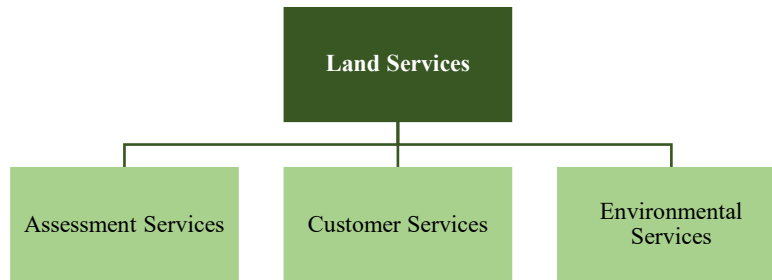 Land Services
Assessment Services
Customer Services
Environmental
Services